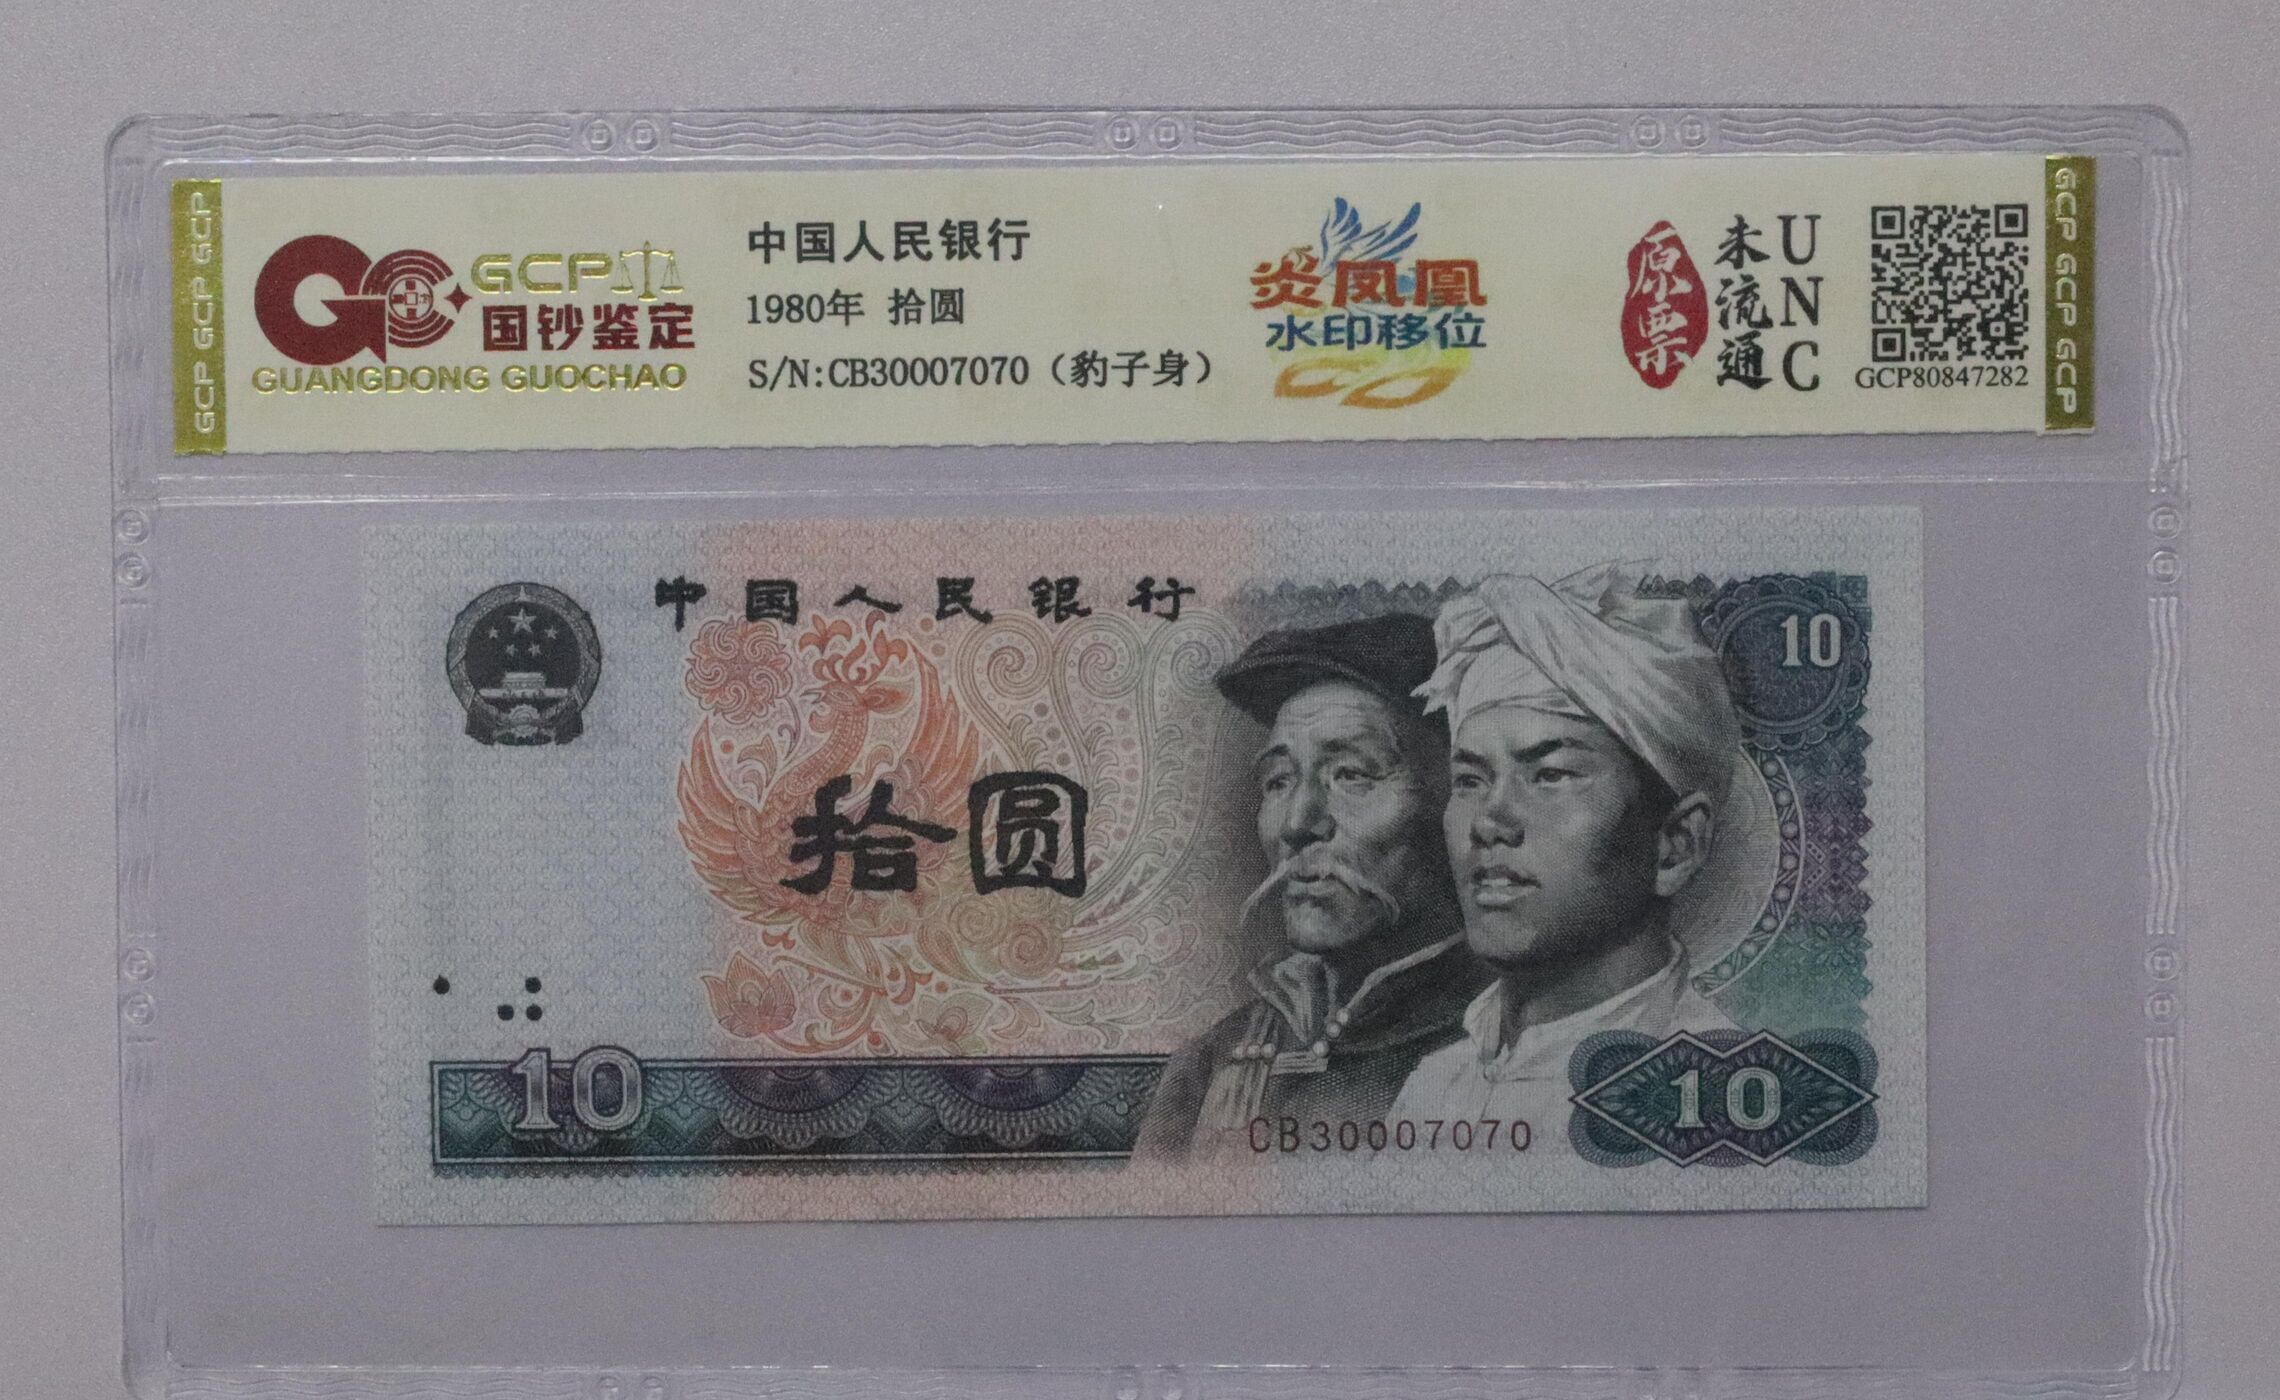 GCP GCP GCP
GCP
国钞鉴定
GUANGDONG GUOCHAO
中国人民银行
1980年 拾圆
S/N:CB30007070（豹子身）
炎凤凰
水印移位
原票
未流通
UNC
GCP80847282
GCP GCP GCP
中国人民银行
10
拾圆
10
CB30007070
10